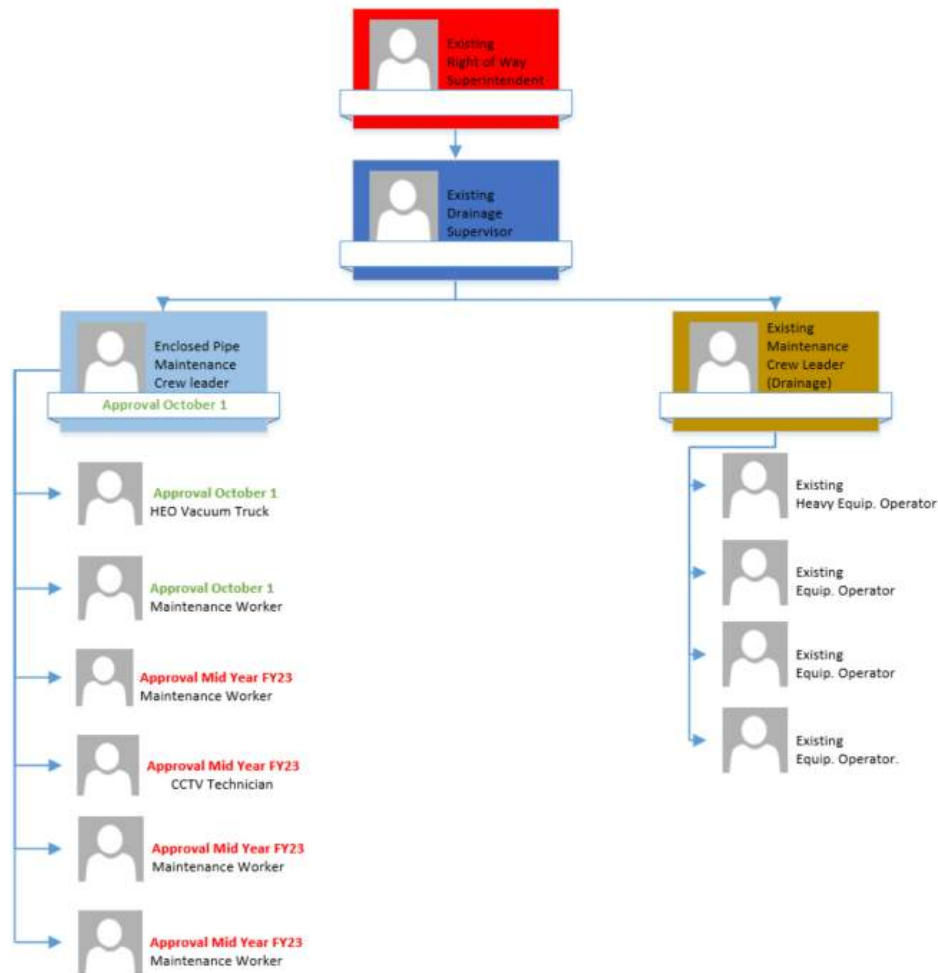 Existing
Right of Way
Superintendent
Existing
Drainage
Supervisor
Enclosed Pipe
Maintenance
Crew leader
Approval October 1
Existing
Maintenance
Crew Leader
(Drainage)
Approval October 1
HEO Vacuum Truck
Approval October 1
Maintenance Worker
Approval Mid Year FY23
Maintenance Worker
Approval Mid Year FY23
CCTV Technician
Approval Mid Year FY23
Maintenance Worker
Approval Mid Year FY23
Maintenance Worker
Existing
Heavy Equip. Operator
Existing
Equip. Operator
Existing
Equip. Operator
Existing
Equip. Operator.